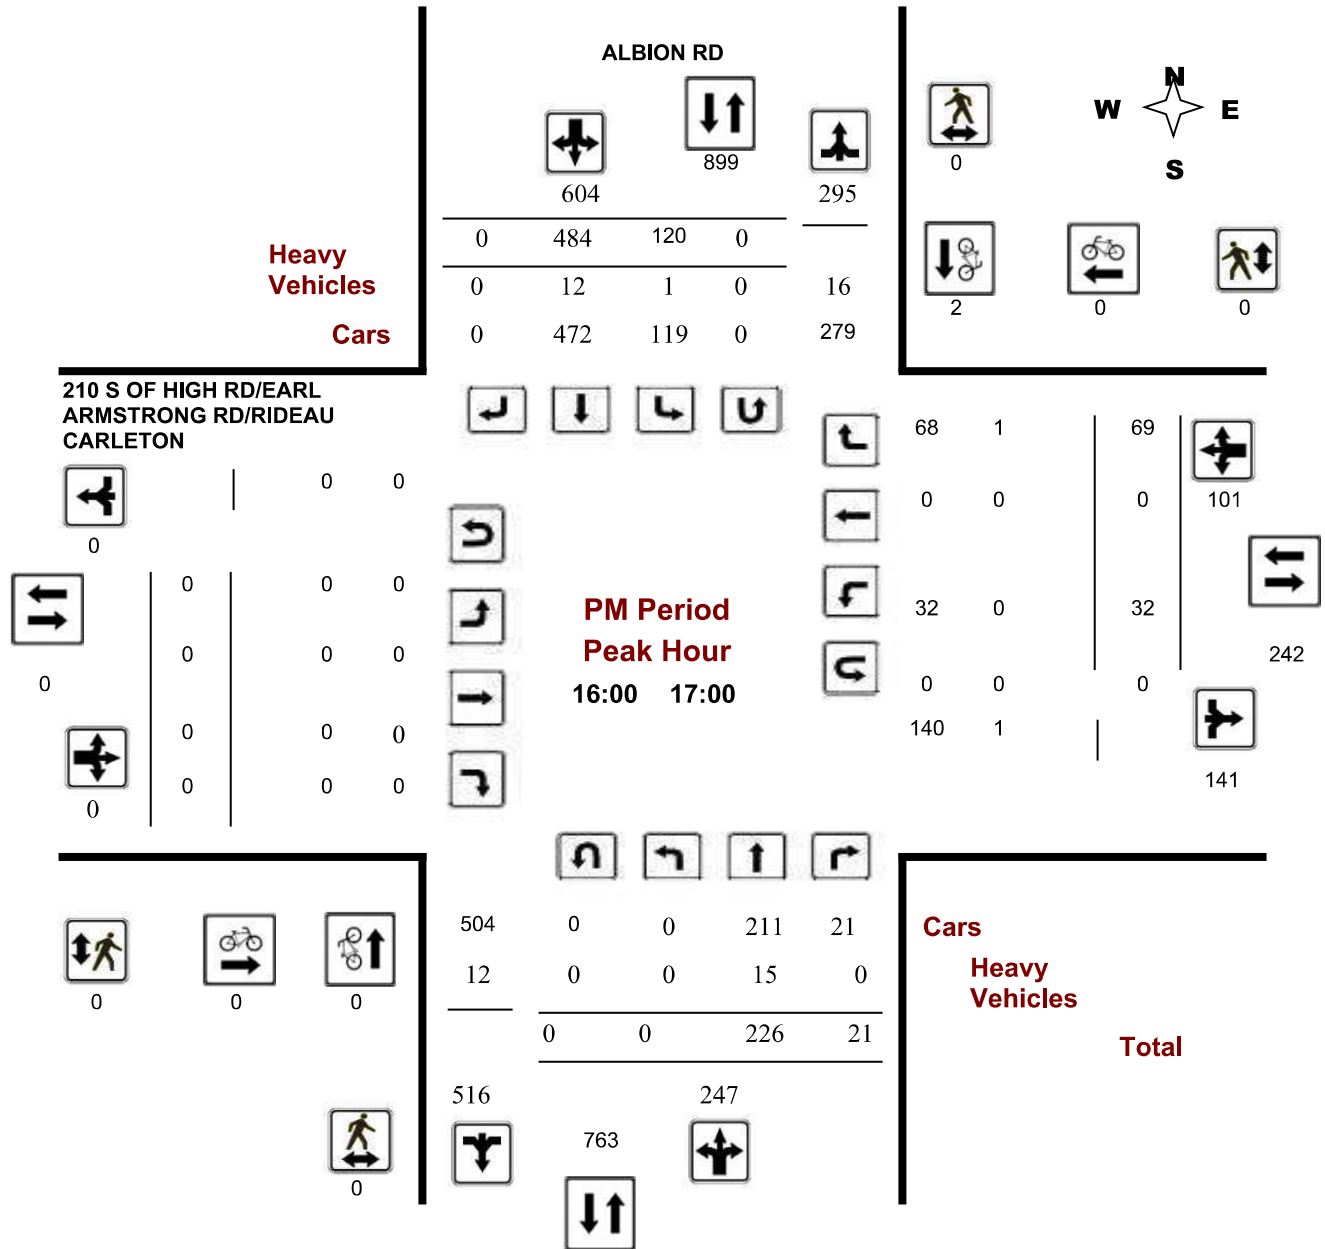 ALBION RD
N
W E
S
899
0
604 295
0 484 120 0
Heavy
Vehicles 0 12 1 0 16
2 0 0
Cars 0 472 119 0 279
210 S OF HIGH RD/EARL
ARMSTRONG RD/RIDEAU
CARLETON
68 1 69
0 0
0 0 0 101
0
0 0 0
PM Period
32 0 32
Peak Hour
0 0 0 242
0
16:00 17:00
0 0 0
0 0 0
140 1
0 0 0
141
0
504 0 0 211 21 Cars
12 0 0 15 0 Heavy
Vehicles
0 0 0
0 0 226 21 Total
516 247
763
0